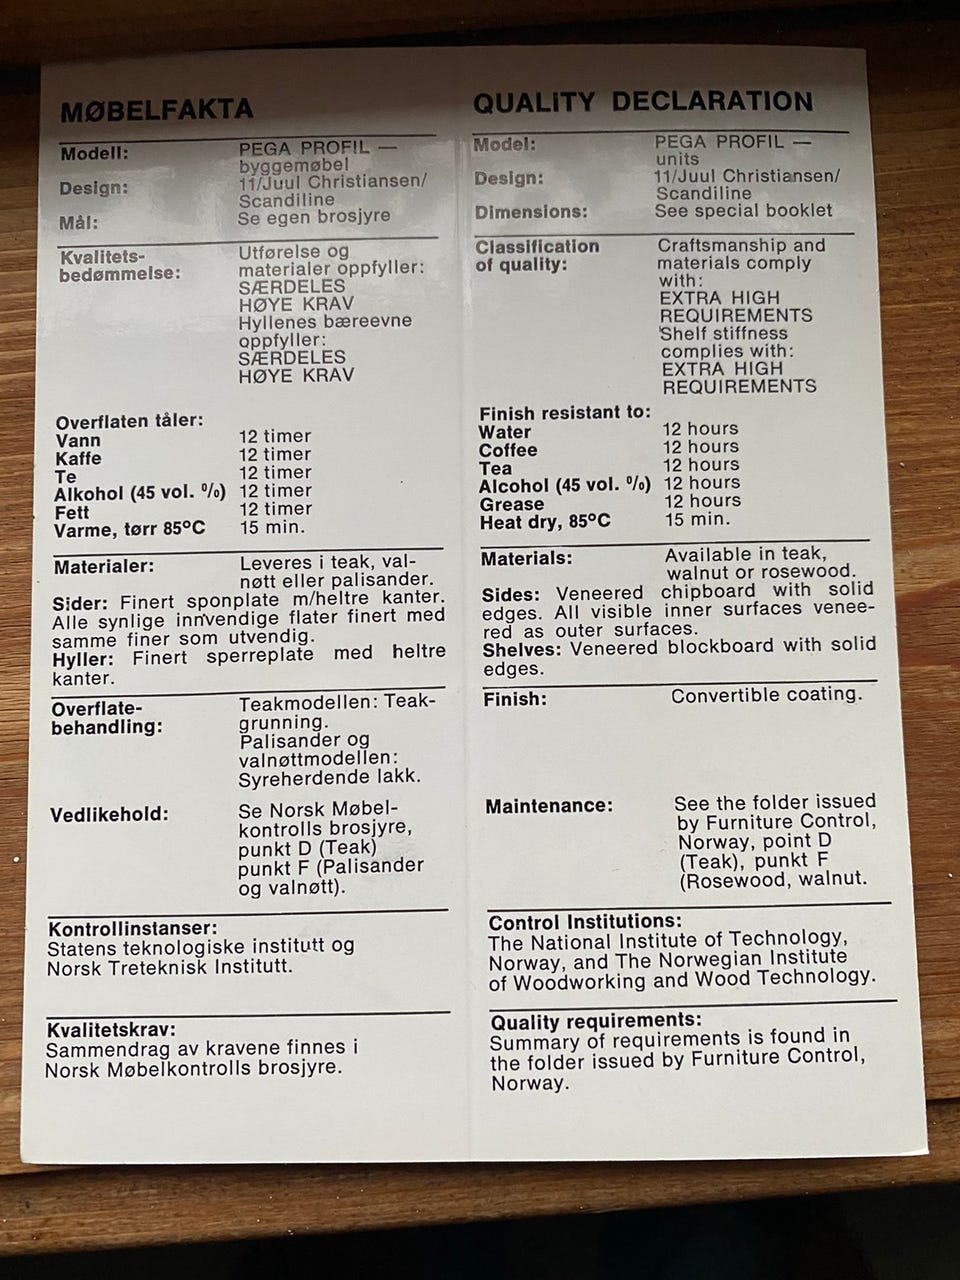 MØBELFAKTA
Modell: PEGA PROFIL —
byggemøbel
Design: 11/Juul Christiansen/
Scandiline
Mål: Se egen brosjyre
Kvalitets-
bedømmelse: Utførelse og
materialer oppfyller:
SÆRDELES
HØYE KRAV
Hyllenes bæreevne
oppfyller:
SÆRDELES
HØYE KRAV
Overflaten tåler:
Vann 12 timer
Kaffe 12 timer
Te 12 timer
Alkohol (45 vol. %) 12 timer
Fett 12 timer
Varme, tørr 85°C 15 min.
Materialer: Leveres i teak, val-
nøtt eller palisander.
Sider: Finert sponplate m/heltre kanter.
Alle synlige innvendige flater finert med
samme finer som utvendig.
Hyller: Finert sperreplate med heltre
kanter.
Overflate-
behandling: Teakmodellen: Teak-
grunning.
Palisander og
valnøttmodellen:
Syreherdende lakk.
Vedlikehold: Se Norsk Møbel-
kontrolls brosjyre,
punkt D (Teak)
punkt F (Palisander
og valnøtt).
Kontrollinstanser:
Statens teknologiske institutt og
Norsk Treteknisk Institutt.
Kvalitetskrav:
Sammendrag av kravene finnes i
Norsk Møbelkontrolls brosjyre.
QUALITY DECLARATION
Model: PEGA PROFIL —
units
Design: 11/Juul Christiansen/
Scandiline
Dimensions: See special booklet
Classification
of quality: Craftsmanship and
materials comply
with:
EXTRA HIGH
REQUIREMENTS
Shelf stiffness
complies with:
EXTRA HIGH
REQUIREMENTS
Finish resistant to:
Water 12 hours
Coffee 12 hours
Tea 12 hours
Alcohol (45 vol. %) 12 hours
Grease 12 hours
Heat dry, 85°C 15 min.
Materials: Available in teak,
walnut or rosewood.
Sides: Veneered chipboard with solid
edges. All visible inner surfaces venee-
red as outer surfaces.
Shelves: Veneered blockboard with solid
edges.
Finish: Convertible coating.
Maintenance: See the folder issued
by Furniture Control,
Norway, point D
(Teak), punkt F
(Rosewood, walnut.
Control Institutions:
The National Institute of Technology,
Norway, and The Norwegian Institute
of Woodworking and Wood Technology.
Quality requirements:
Summary of requirements is found in
the folder issued by Furniture Control,
Norway.